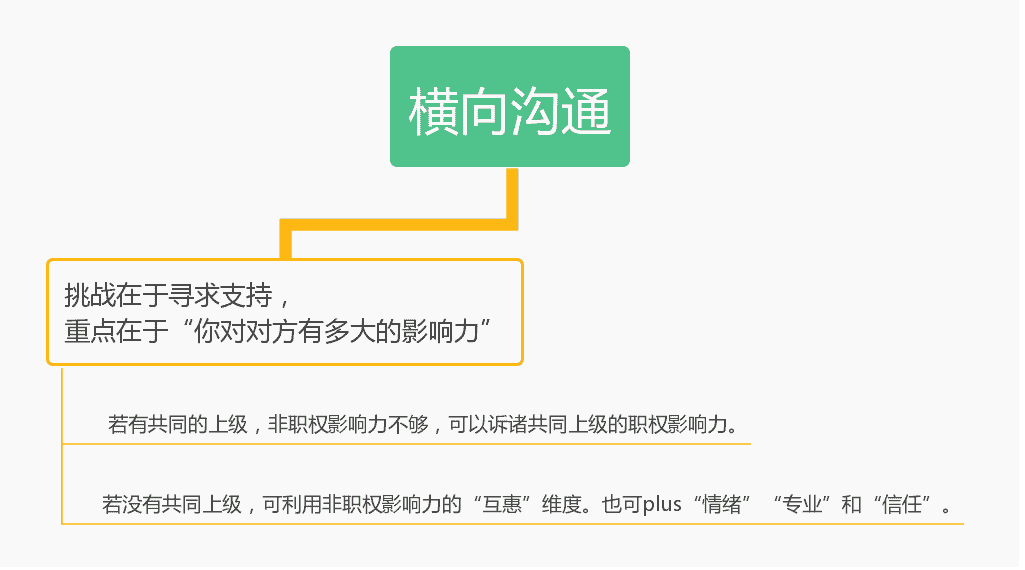 横向沟通
挑战在于寻求支持，
重点在于“你对对方有多大的影响力”
若有共同的上级，非职权影响力不够，可以诉诸共同上级的职权影响力。
若没有共同上级，可利用非职权影响力的“互惠”维度。也可plus“情绪”“专业”和“信任”。